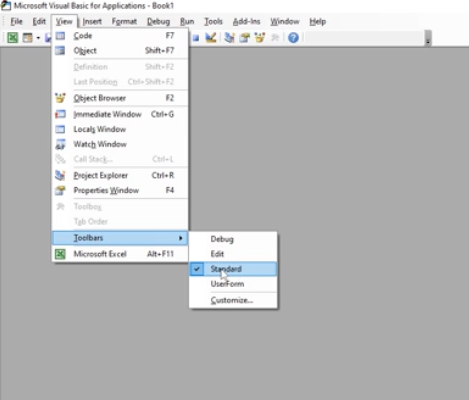 Microsoft Visual Basic for Applications - Book1
File Edit View Insert Format Debug Run Tools Add-Ins Window Help
Code F7
Object Shift+F7
Definition Shift+F2
Last Position Ctrl+Shift+F2
Object Browser F2
Immediate Window Ctrl+G
Locals Window
Watch Window
Call Stack... Ctrl+L
Project Explorer Ctrl+R
Properties Window F4
Toolbox
Tab Order
Toolbars
Microsoft Excel Alt+F11
Debug
Edit
Standard
UserForm
Customize...